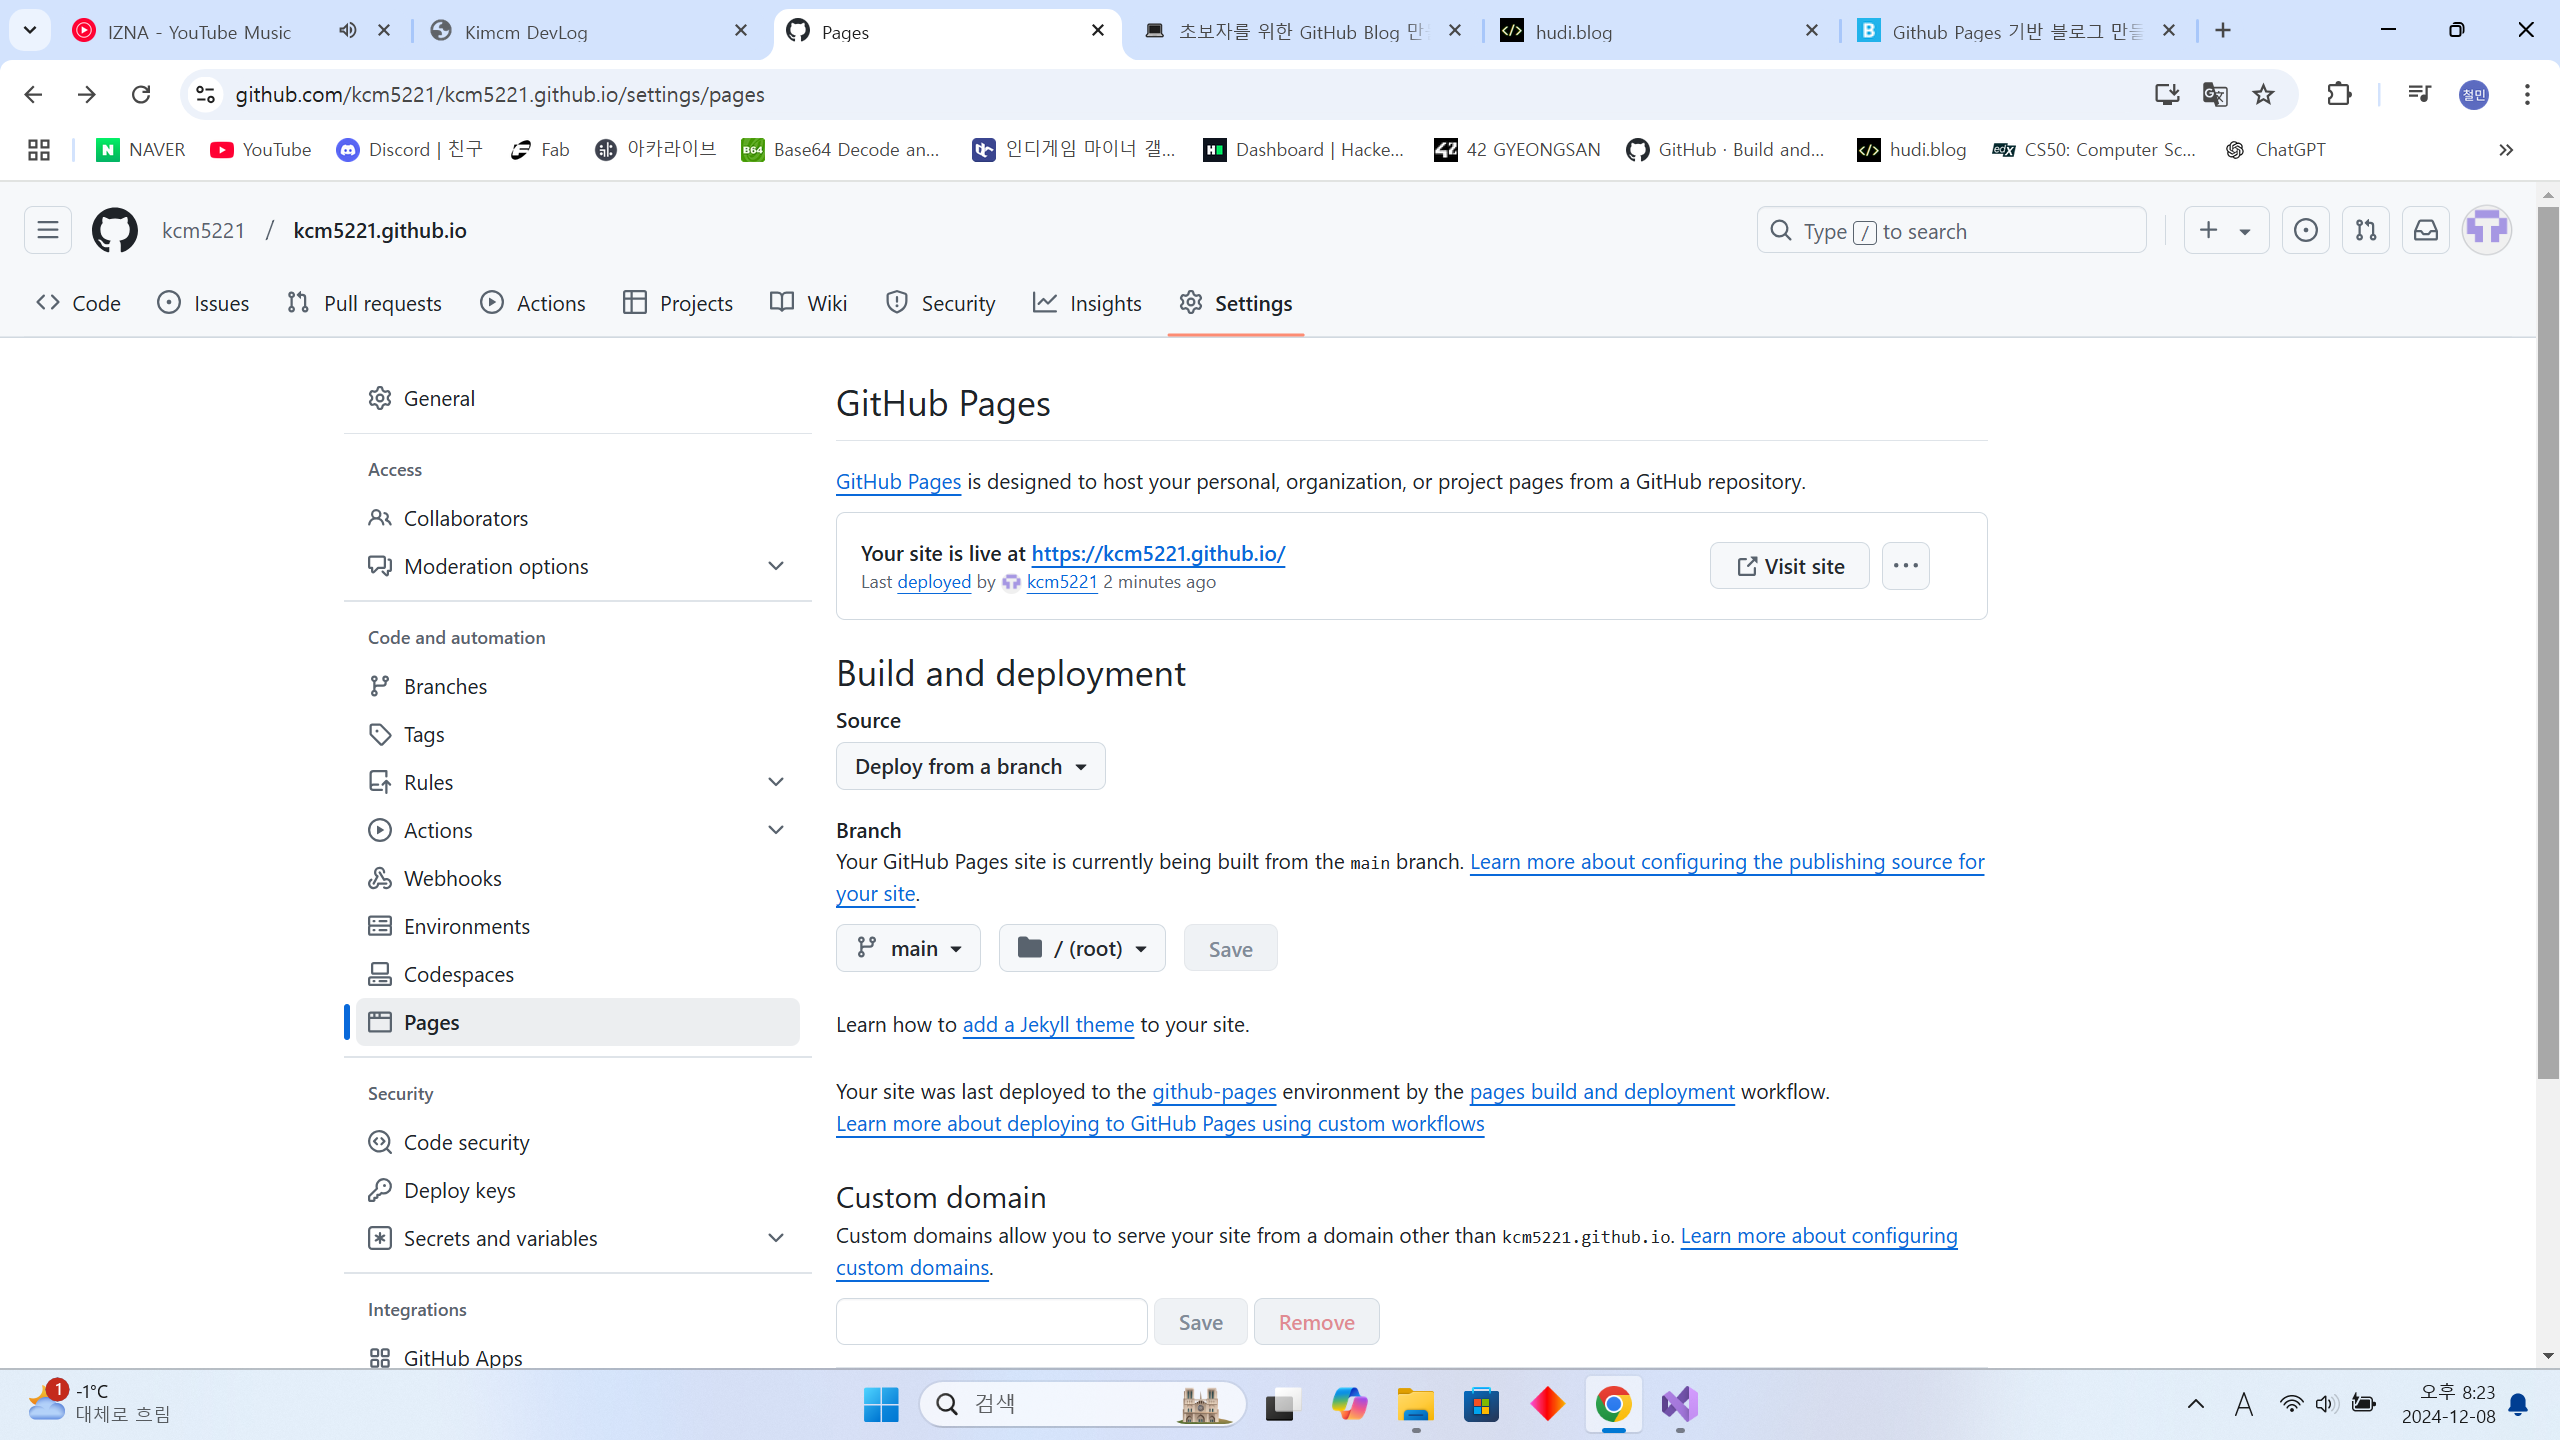 IZNA - YouTube Music
Kimcm DevLog
Pages
초보자를 위한 GitHub Blog 만
hudi.blog
Github Pages 기반 블로그 만들
github.com/kcm5221/kcm5221.github.io/settings/pages
철민
NAVER
YouTube
Discord | 친구
Fab
아카라이브
B64
Base64 Decode an...
인디게임 마이너 갤...
Dashboard | Hacke...
42 GYEONGSAN
GitHub · Build and...
hudi.blog
edX
CS50: Computer Sc...
ChatGPT
kcm5221 / kcm5221.github.io
Type / to search
Code
Issues
Pull requests
Actions
Projects
Wiki
Security
Insights
Settings
General
Access
Collaborators
Moderation options
Code and automation
Branches
Tags
Rules
Actions
Webhooks
Environments
Codespaces
Pages
Security
Code security
Deploy keys
Secrets and variables
Integrations
GitHub Apps
GitHub Pages
GitHub Pages is designed to host your personal, organization, or project pages from a GitHub repository.
Your site is live at https://kcm5221.github.io/
Last deployed by kcm5221 2 minutes ago
Visit site
Build and deployment
Source
Deploy from a branch
Branch
Your GitHub Pages site is currently being built from the main branch. Learn more about configuring the publishing source for
your site.
main
/ (root)
Save
Learn how to add a Jekyll theme to your site.
Your site was last deployed to the github-pages environment by the pages build and deployment workflow.
Learn more about deploying to GitHub Pages using custom workflows
Custom domain
Custom domains allow you to serve your site from a domain other than kcm5221.github.io. Learn more about configuring
custom domains.
Save
Remove
1
-1°C
대체로 흐림
검색
A
오후 8:23
2024-12-08